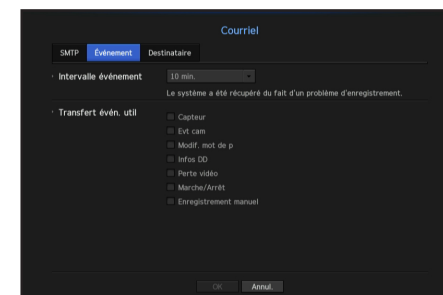 Courriel
SMTP Événement Destinataire
Intervalle événement 10 min.
Le système a été récupéré du fait d'un problème d'enregistrement.
Transfert évén. util Capteur
Evt cam
Modif. mot de p
Infos DD
Perte vidéo
Marche/Arrêt
Enregistrement manuel
OK Annul.